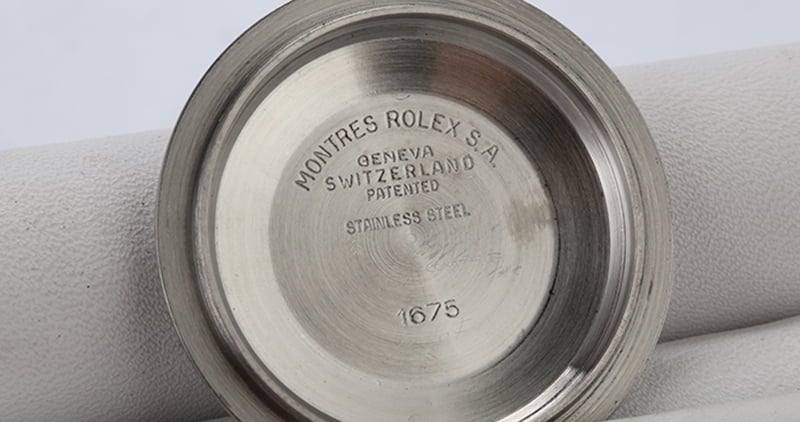 MONTRES ROLEX S.A.
GENEVA
SWITZERLAND
PATENTED
STAINLESS STEEL
1675